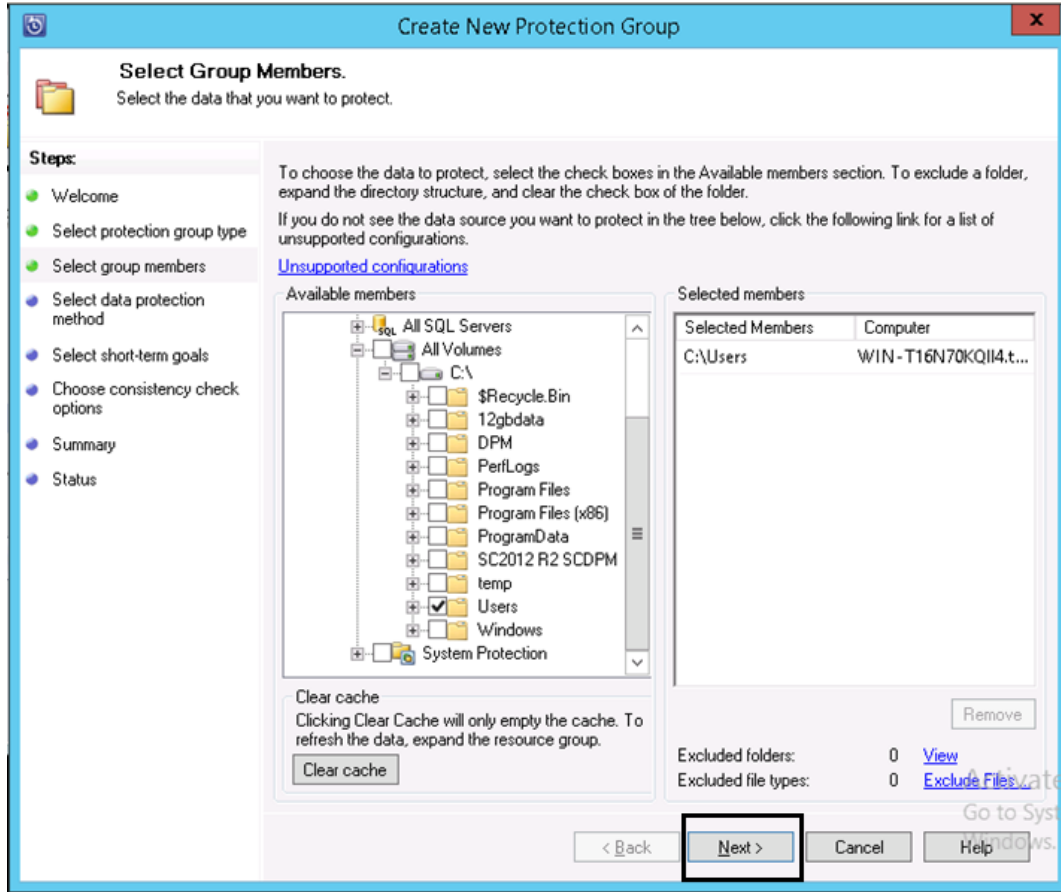 Create New Protection Group
x
Select Group Members.
Select the data that you want to protect.
Steps:
Welcome
Select protection group type
Select group members
Select data protection
method
Select short-term goals
Choose consistency check
options
Summary
Status
To choose the data to protect, select the check boxes in the Available members section. To exclude a folder,
expand the directory structure, and clear the check box of the folder.
If you do not see the data source you want to protect in the tree below, click the following link for a list of
unsupported configurations.
Unsupported configurations
Available members
SQL All SQL Servers
All Volumes
C:\
$Recycle.Bin
12gbdata
DPM
PerfLogs
Program Files
Program Files (x86)
ProgramData
SC2012 R2 SCDPM
temp
Users
Windows
System Protection
Clear cache
Clicking Clear Cache will only empty the cache. To
refresh the data, expand the resource group.
Clear cache
Selected members
Selected Members Computer
C:\Users WIN-T16N70KQII4.t...
Remove
Excluded folders: 0 View
Excluded file types: 0 Exclude Files...
Activate
Go to Syst
Windows.
< Back Next > Cancel Help